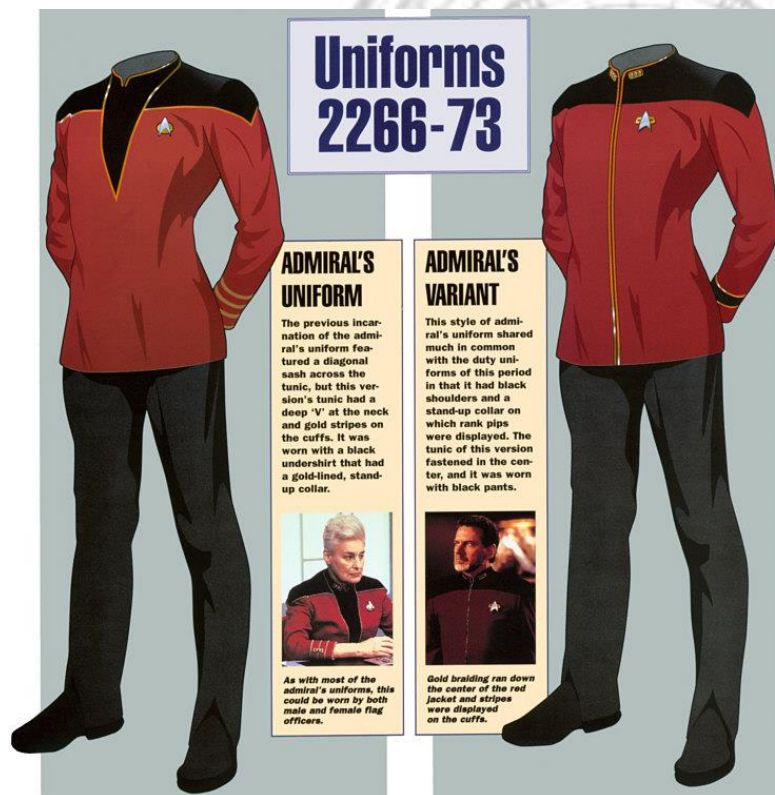 Uniforms
2266-73
ADMIRAL'S
UNIFORM
The previous incar-
nation of the admi-
ral's uniform fea-
tured a diagonal
sash across the
tunic, but this ver-
sion's tunic had a
deep ‘V’ at the neck
and gold stripes on
the cuffs. It was
worn with a black
undershirt that had
a gold-lined, stand-
up collar.
As with most of the
admiral's uniforms, this
could be worn by both
male and female flag
officers.
ADMIRAL'S
VARIANT
This style of admi-
ral's uniform shared
much in common
with the duty uni-
forms of this period
in that it had black
shoulders and a
stand-up collar on
which rank pips
were displayed. The
tunic of this version
fastened in the cen-
ter, and it was worn
with black pants.
Gold braiding ran down
the center of the red
jacket and stripes
were displayed
on the cuffs.